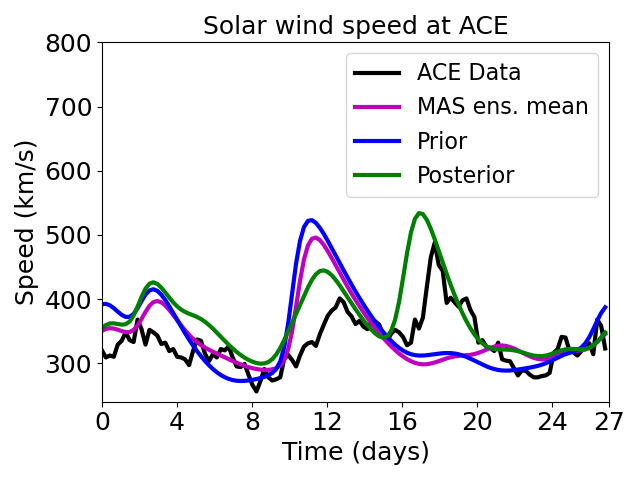 Solar wind speed at ACE
800
700
600
500
400
300
Speed (km/s)
ACE Data
MAS ens. mean
Prior
Posterior
0 4 8 12 16 20 24 27
Time (days)